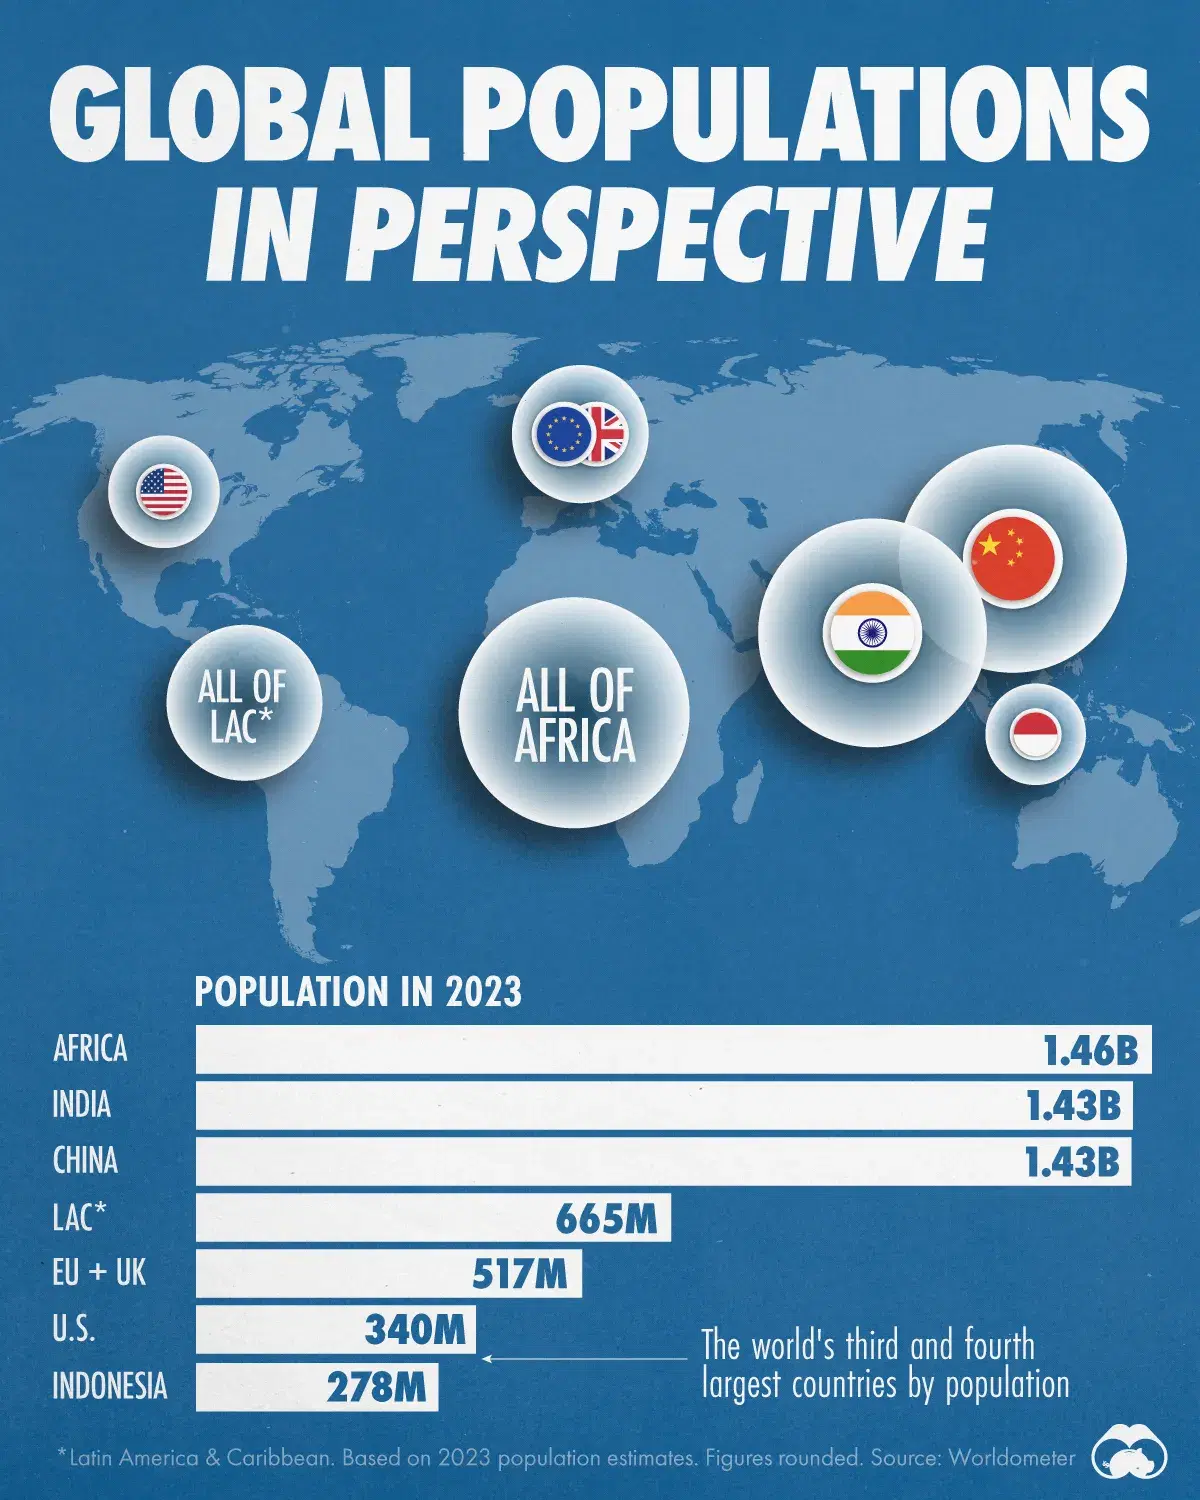 GLOBAL POPULATIONS
IN PERSPECTIVE
ALL OF
LAC*
ALL OF
AFRICA
POPULATION IN 2023
AFRICA 1.46B
INDIA 1.43B
CHINA 1.43B
LAC* 665M
EU + UK 517M
U.S. 340M
INDONESIA 278M
The world's third and fourth
largest countries by population
*Latin America & Caribbean. Based on 2023 population estimates. Figures rounded. Source: Worldometer